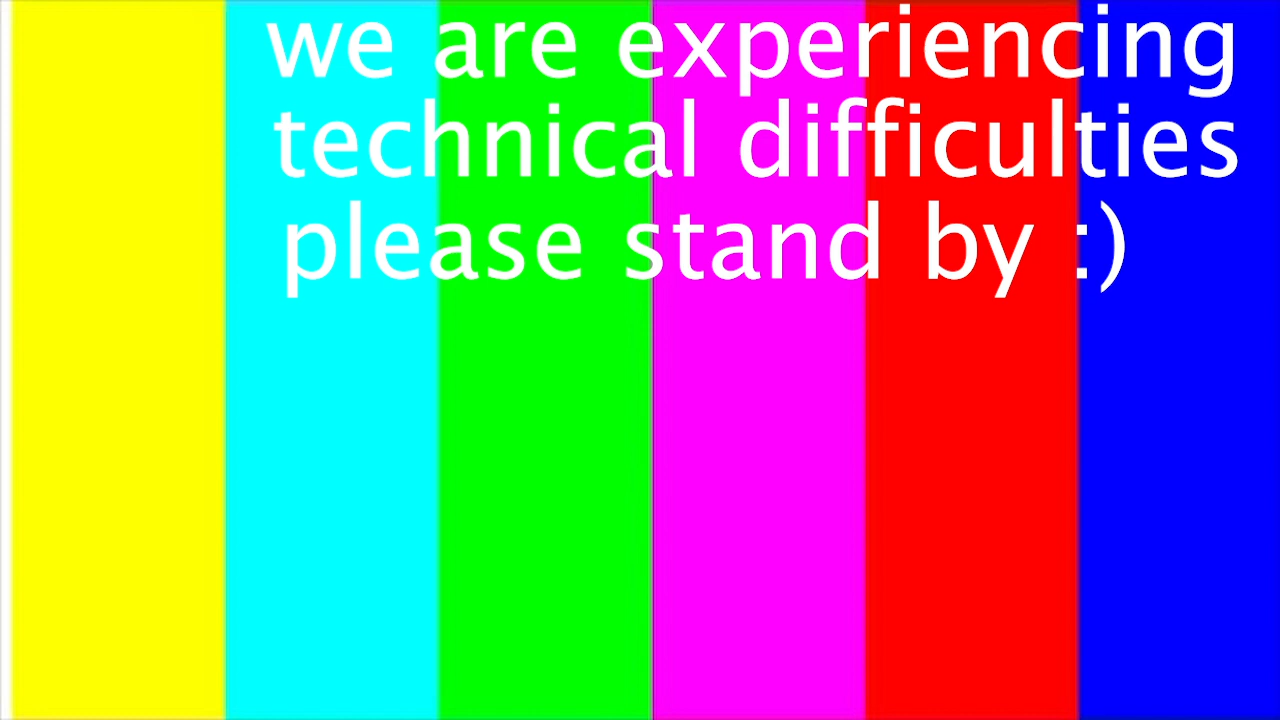 we are experiencing
technical difficulties
please stand by :)